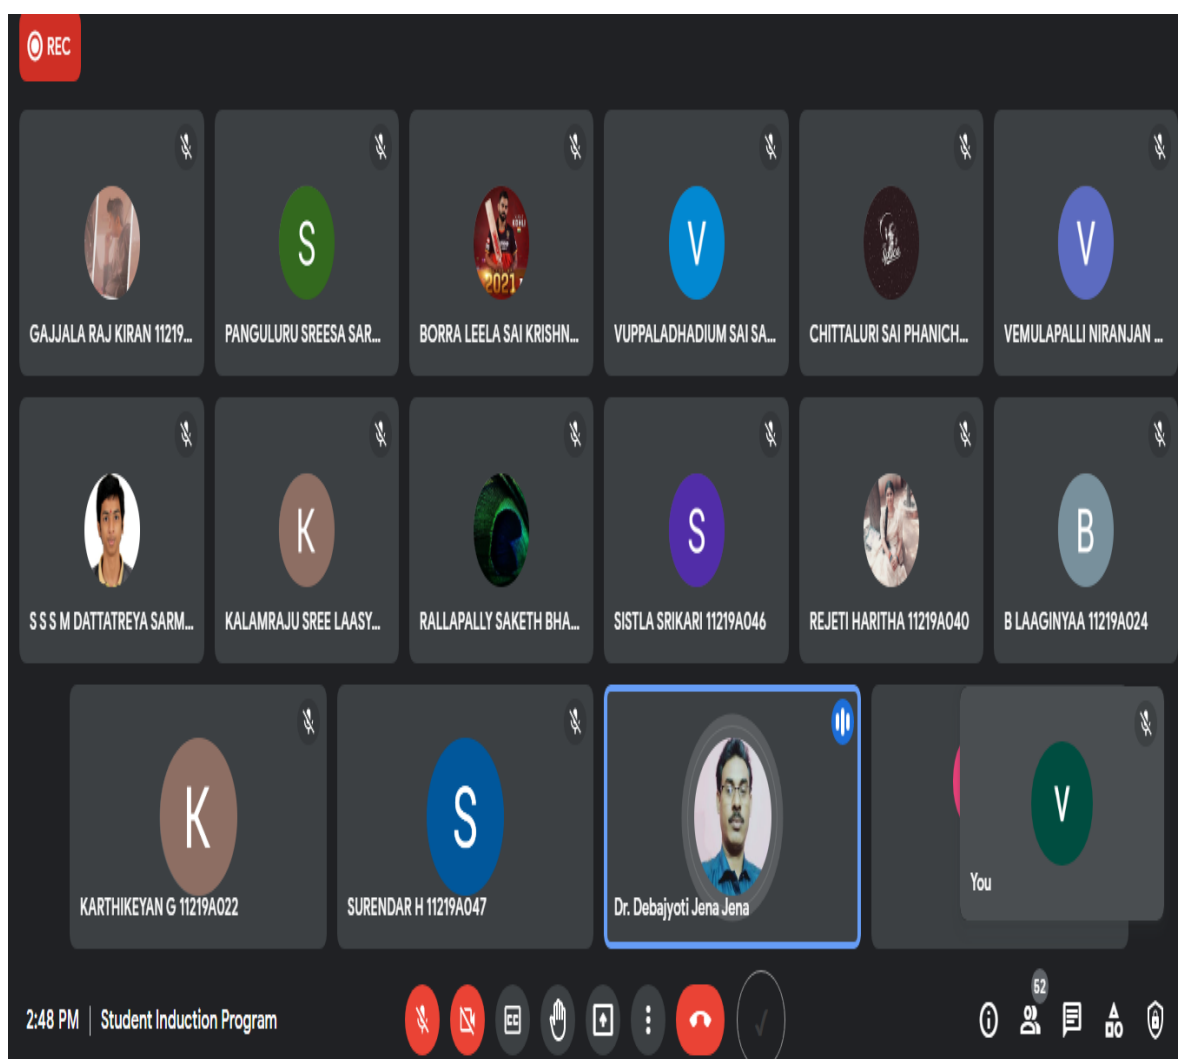 REC
GAJJALA RAJ KIRAN 11219...
S
PANGULURU SREESA SAR...
2021
BORRA LEELA SAI KRISHN...
V
VUPPALADHADIUM SAI SA...
CHITTALURI SAI PHANICH...
V
VEMULAPALLI NIRANJAN ...
S S S M DATTATREYA SARM...
K
KALAMRAJU SREE LAASY...
RALLAPALLY SAKETH BHA...
S
SISTLA SRIKARI 11219A046
REJETI HARITHA 11219A040
B
B LAAGINYAA 11219A024
K
KARTHIKEYAN G 11219A022
S
SURENDAR H 11219A047
Dr. Debajyoti Jena Jena
V
You
2:48 PM | Student Induction Program
CC
52